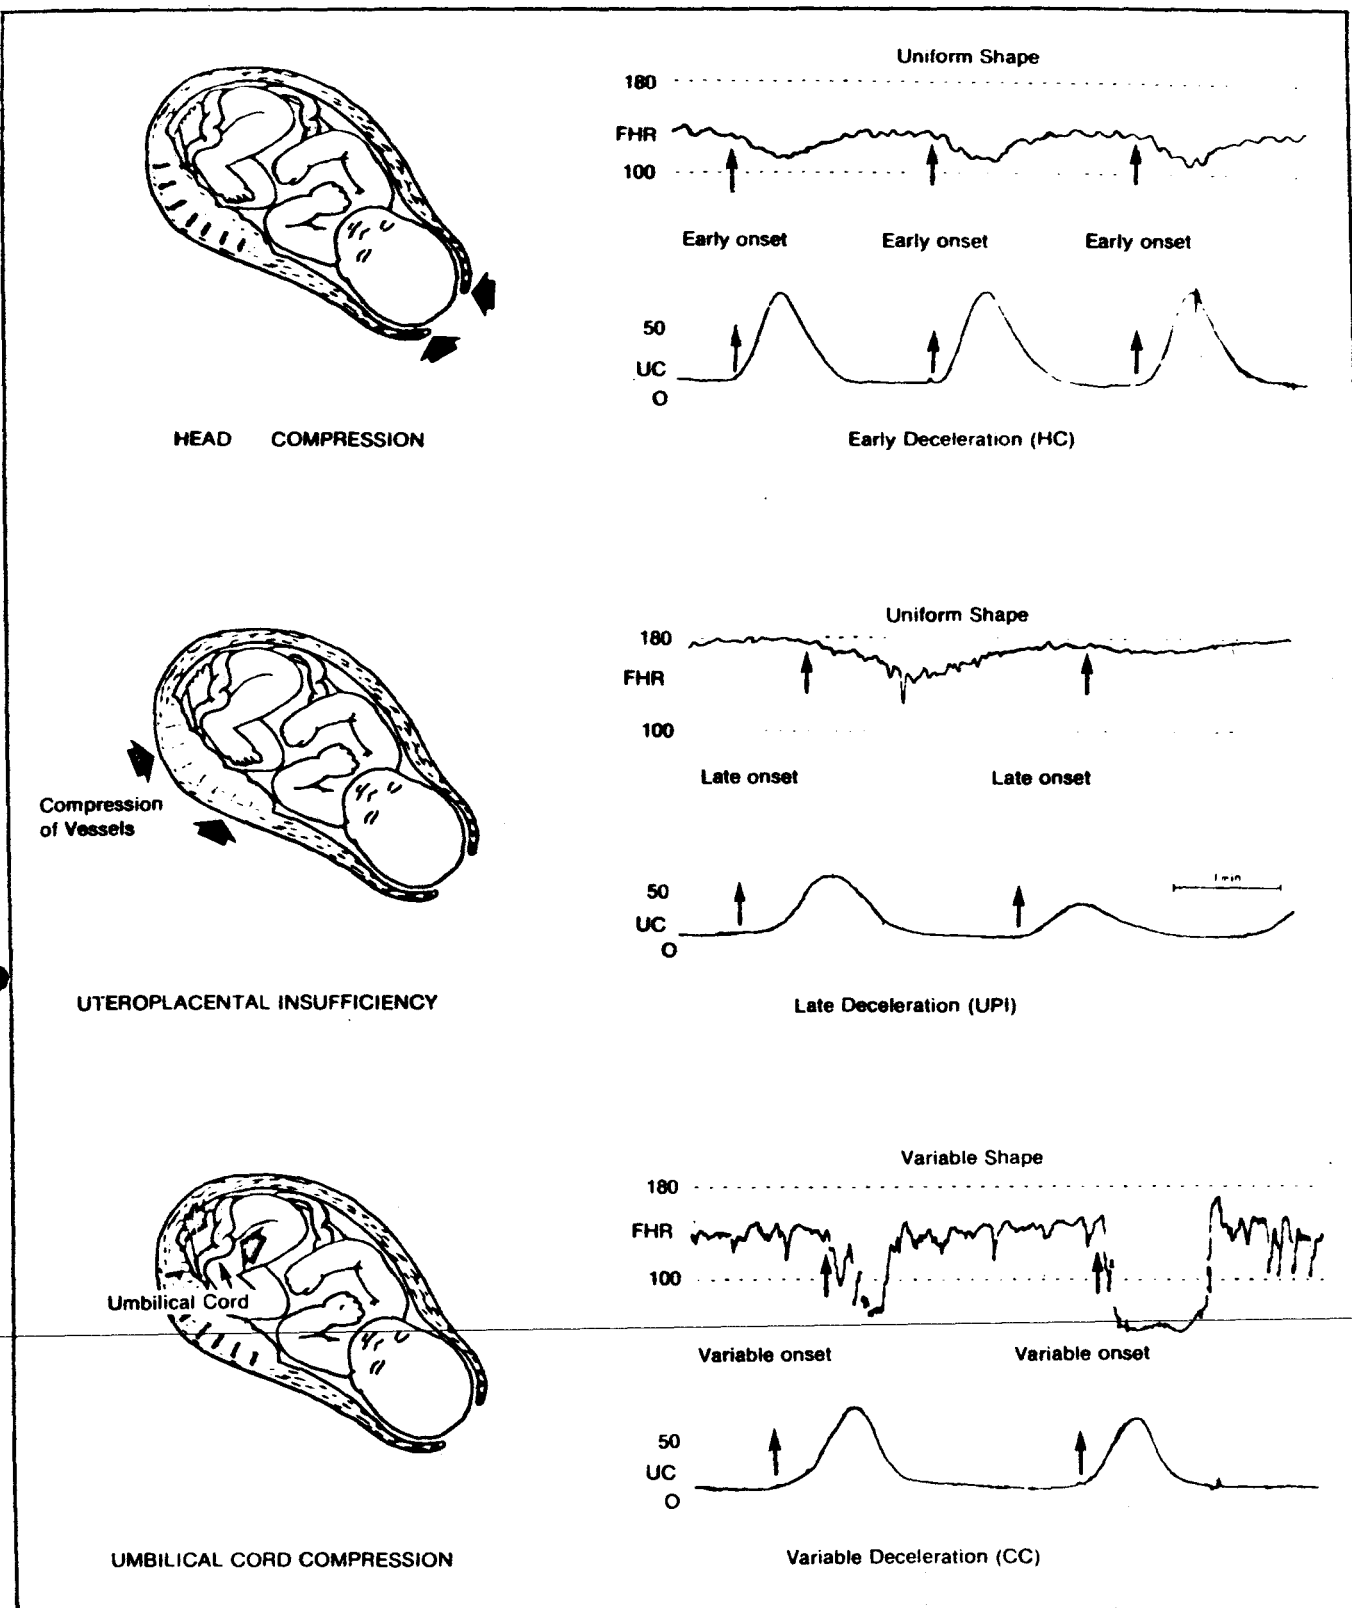 Uniform Shape
180
FHR
100
Early onset Early onset Early onset
50
UC
O
HEAD COMPRESSION
Early Deceleration (HC)
Uniform Shape
180
FHR
100
Late onset Late onset
Compression
of Vessels
50
1 min
UC
O
UTEROPLACENTAL INSUFFICIENCY
Late Deceleration (UPI)
Variable Shape
180
FHR
100
Umbilical Cord
Variable onset Variable onset
50
UC
O
UMBILICAL CORD COMPRESSION
Variable Deceleration (CC)